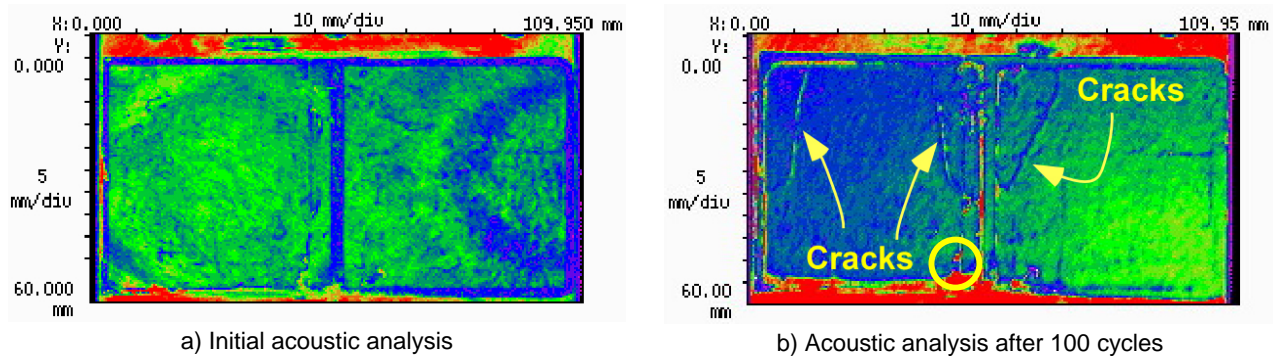 X:0.000 10 mm/div 109.950 mm
Y:
0.000
5
mm/div
60.000
mm
a) Initial acoustic analysis
X:0.00 10 mm/div 109.95 mm
Y:
0.00
Cracks
5
mm/div
Cracks
60.00
mm
b) Acoustic analysis after 100 cycles